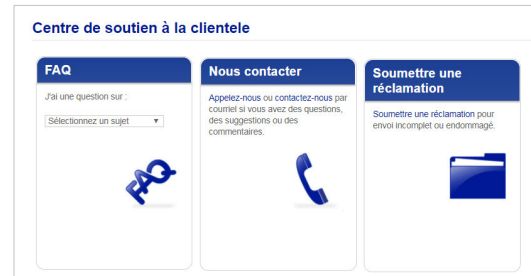 Centre de soutien à la clientele
FAQ
J'ai une question sur :
Sélectionnez un sujet
FAQ
Nous contacter
Appelez-nous ou contactez-nous par
courriel si vous avez des questions,
des suggestions ou des
commentaires.
Soumettre une
réclamation
Soumettre une réclamation pour
envoi incomplet ou endommagé.